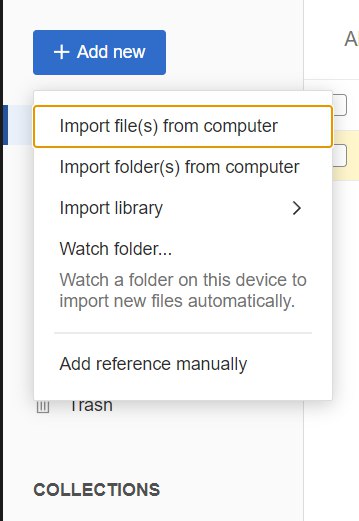 + Add new
Import file(s) from computer
Import folder(s) from computer
Import library
Watch folder...
Watch a folder on this device to
import new files automatically.
Add reference manually
Trash
COLLECTIONS